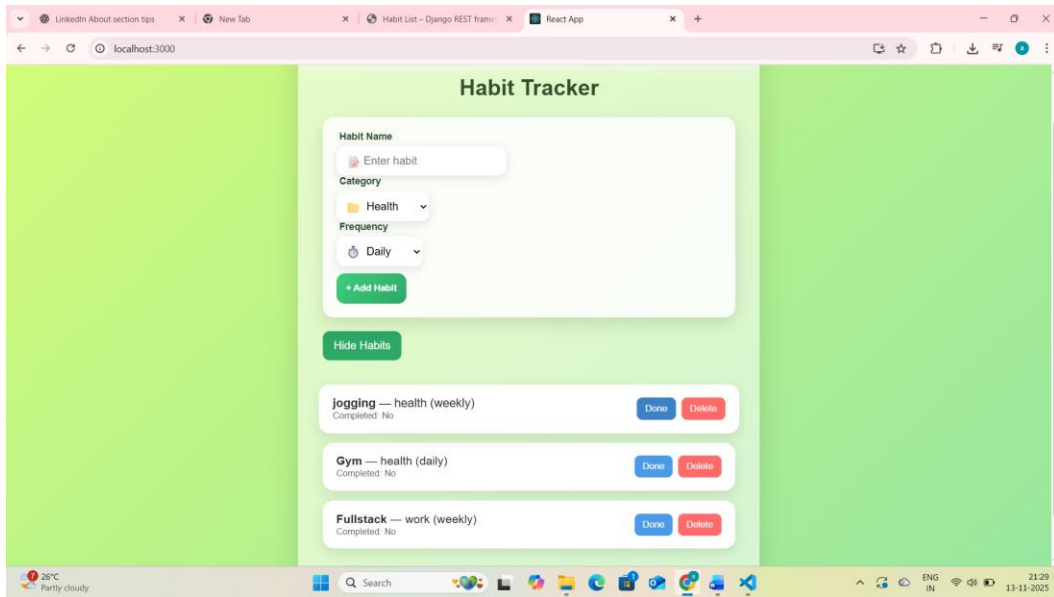 LinkedIn About section tips
New Tab
Habit List – Django REST frame
React App
localhost:3000
Habit Tracker
Habit Name
Enter habit
Category
Health
Frequency
Daily
+ Add Habit
Hide Habits
jogging — health (weekly)
Completed: No
Done
Delete
Gym — health (daily)
Completed: No
Done
Delete
Fullstack — work (weekly)
Completed: No
Done
Delete
7
26°C
Partly cloudy
Search
ENG
IN
21:29
13-11-2025